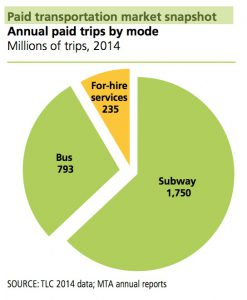 Paid transportation market snapshot
Annual paid trips by mode
Millions of trips, 2014
For-hire
services
235
Bus
793
Subway
1,750
SOURCE: TLC 2014 data; MTA annual reports